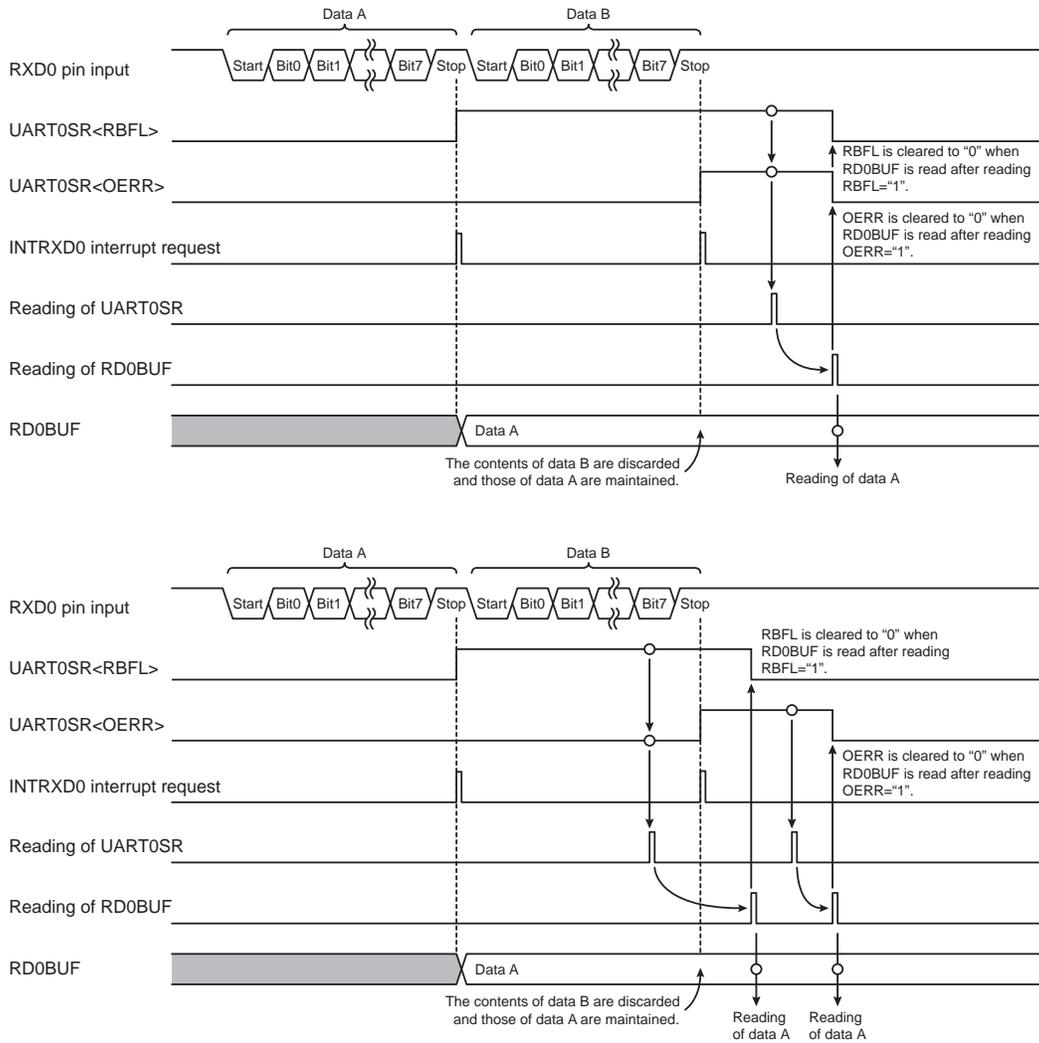 Data A Data B
RXD0 pin input Start Bit0 Bit1 Bit7 Stop Start Bit0 Bit1 Bit7 Stop
UART0SR<RBFL>
RBFL is cleared to “0” when
RD0BUF is read after reading
RBFL=“1”.
UART0SR<OERR>
OERR is cleared to “0” when
RD0BUF is read after reading
OERR=“1”.
INTRXD0 interrupt request
Reading of UART0SR
Reading of RD0BUF
RD0BUF Data A
The contents of data B are discarded
and those of data A are maintained.
Reading of data A
Data A Data B
RXD0 pin input Start Bit0 Bit1 Bit7 Stop Start Bit0 Bit1 Bit7 Stop
RBFL is cleared to “0” when
RD0BUF is read after reading
RBFL=“1”.
UART0SR<RBFL>
UART0SR<OERR>
OERR is cleared to “0” when
RD0BUF is read after reading
OERR=“1”.
INTRXD0 interrupt request
Reading of UART0SR
Reading of RD0BUF
RD0BUF Data A
The contents of data B are discarded
and those of data A are maintained.
Reading
of data A
Reading
of data A